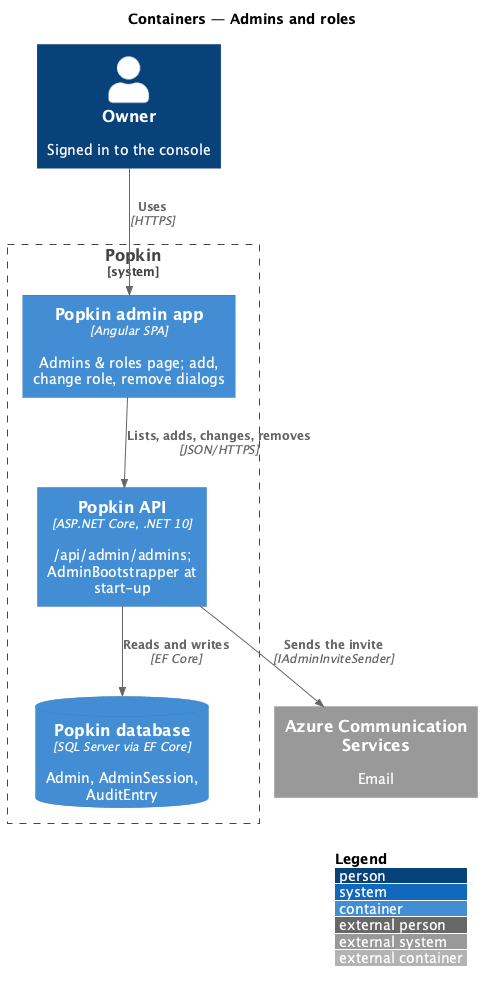 Containers — Admins and roles
Owner
Signed in to the console
Uses
[HTTPS]
Popkin
[system]
Popkin admin app
[Angular SPA]
Admins & roles page; add,
change role, remove dialogs
Lists, adds, changes, removes
[JSON/HTTPS]
Popkin API
[ASP.NET Core, .NET 10]
/api/admin/admins;
AdminBootstrapper at
start-up
Reads and writes
[EF Core]
Sends the invite
[IAdminInviteSender]
Popkin database
[SQL Server via EF Core]
Admin, AdminSession,
AuditEntry
Azure Communication
Services
Email
Legend
person
system
container
external person
external system
external container